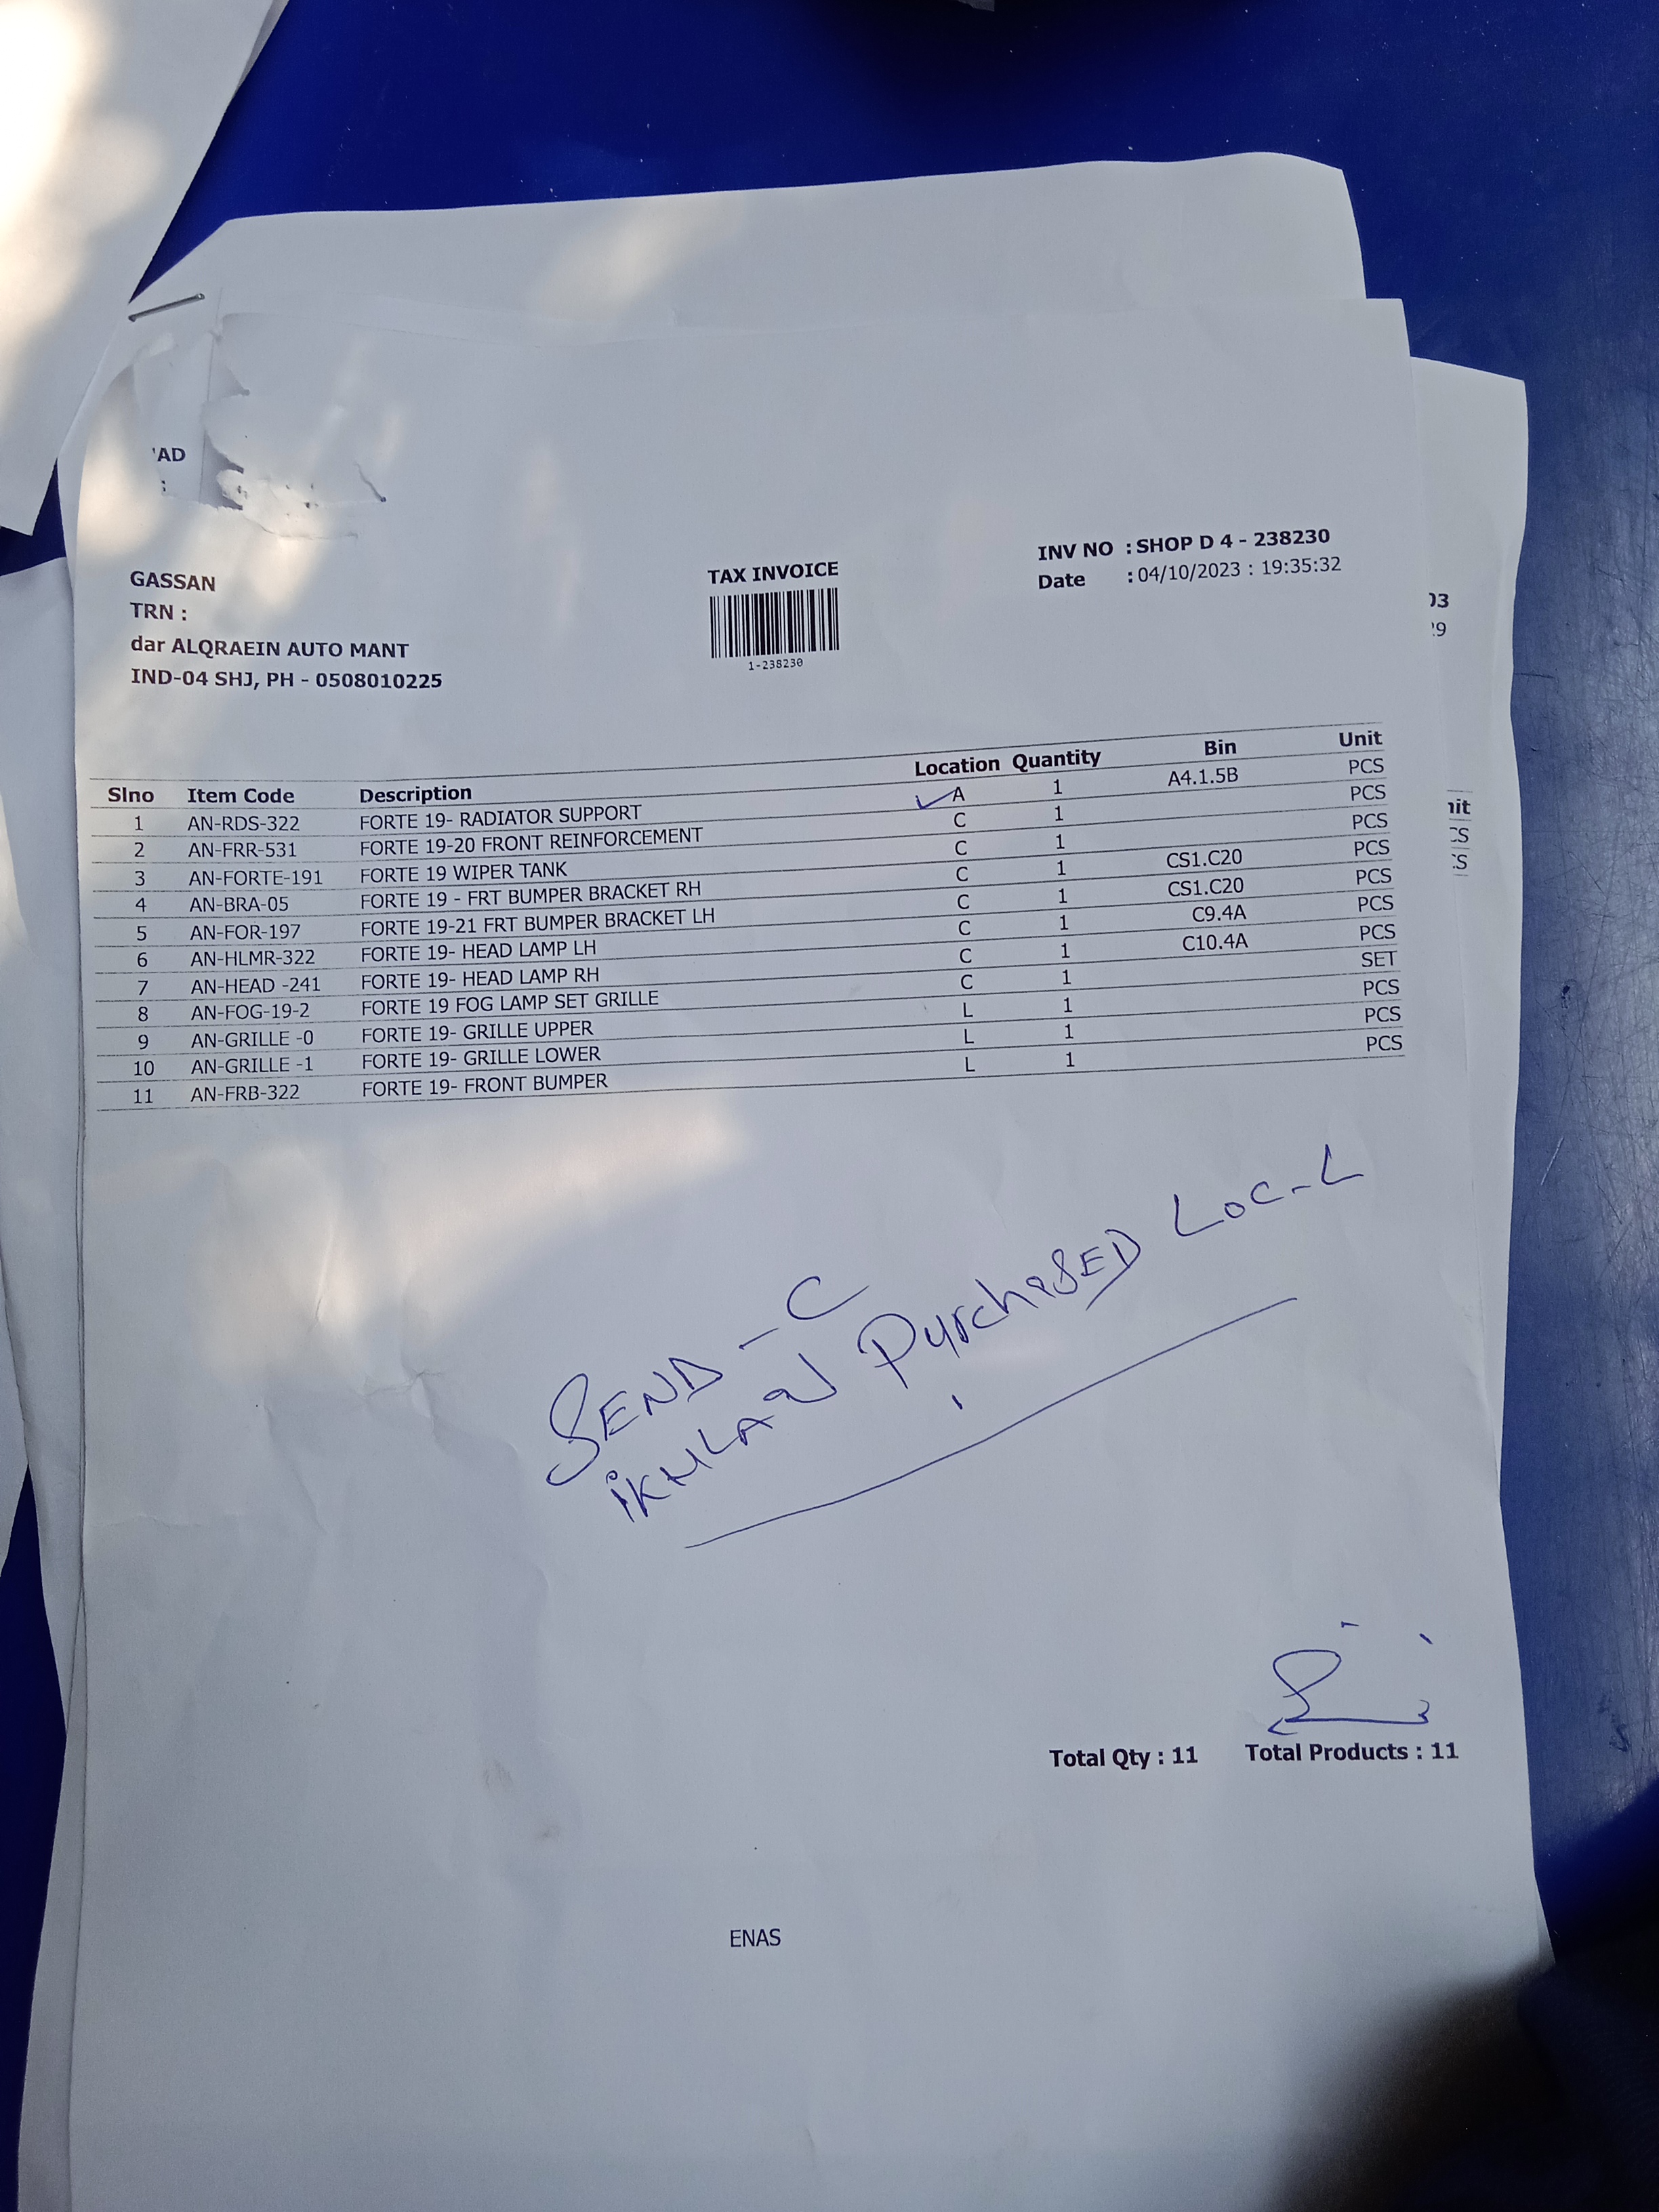 'AD
:
GASSAN
TRN :
dar ALQRAEIN AUTO MANT
IND-04 SHJ, PH - 0508010225
TAX INVOICE
1-238230
INV NO : SHOP D 4 - 238230
Date : 04/10/2023 : 19:35:32
Slno Item Code Description Location Quantity Bin Unit
1 AN-RDS-322 FORTE 19- RADIATOR SUPPORT A 1 A4.1.5B PCS
2 AN-FRR-531 FORTE 19-20 FRONT REINFORCEMENT C 1 PCS
3 AN-FORTE-191 FORTE 19 WIPER TANK C 1 PCS
4 AN-BRA-05 FORTE 19 - FRT BUMPER BRACKET RH C 1 CS1.C20 PCS
5 AN-FOR-197 FORTE 19-21 FRT BUMPER BRACKET LH C 1 CS1.C20 PCS
6 AN-HLMR-322 FORTE 19- HEAD LAMP LH C 1 C9.4A PCS
7 AN-HEAD -241 FORTE 19- HEAD LAMP RH C 1 C10.4A PCS
8 AN-FOG-19-2 FORTE 19 FOG LAMP SET GRILLE C 1 SET
9 AN-GRILLE -0 FORTE 19- GRILLE UPPER L 1 PCS
10 AN-GRILLE -1 FORTE 19- GRILLE LOWER L 1 PCS
11 AN-FRB-322 FORTE 19- FRONT BUMPER L 1 PCS
SEND - C
PurchaSED Loc-L
Total Qty : 11 Total Products : 11
ENAS